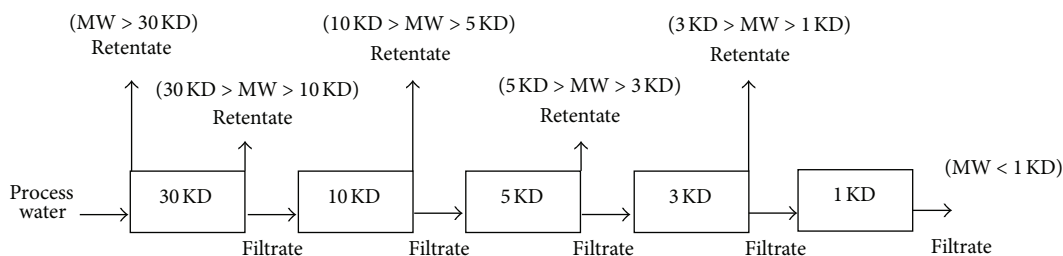 (MW > 30 KD)
Retentate
(10 KD > MW > 5 KD)
Retentate
(3 KD > MW > 1 KD)
Retentate
(30 KD > MW > 10 KD)
Retentate
(5 KD > MW > 3 KD)
Retentate
Process
water
30 KD
10 KD
5 KD
3 KD
1 KD
(MW < 1 KD)
Filtrate
Filtrate
Filtrate
Filtrate
Filtrate